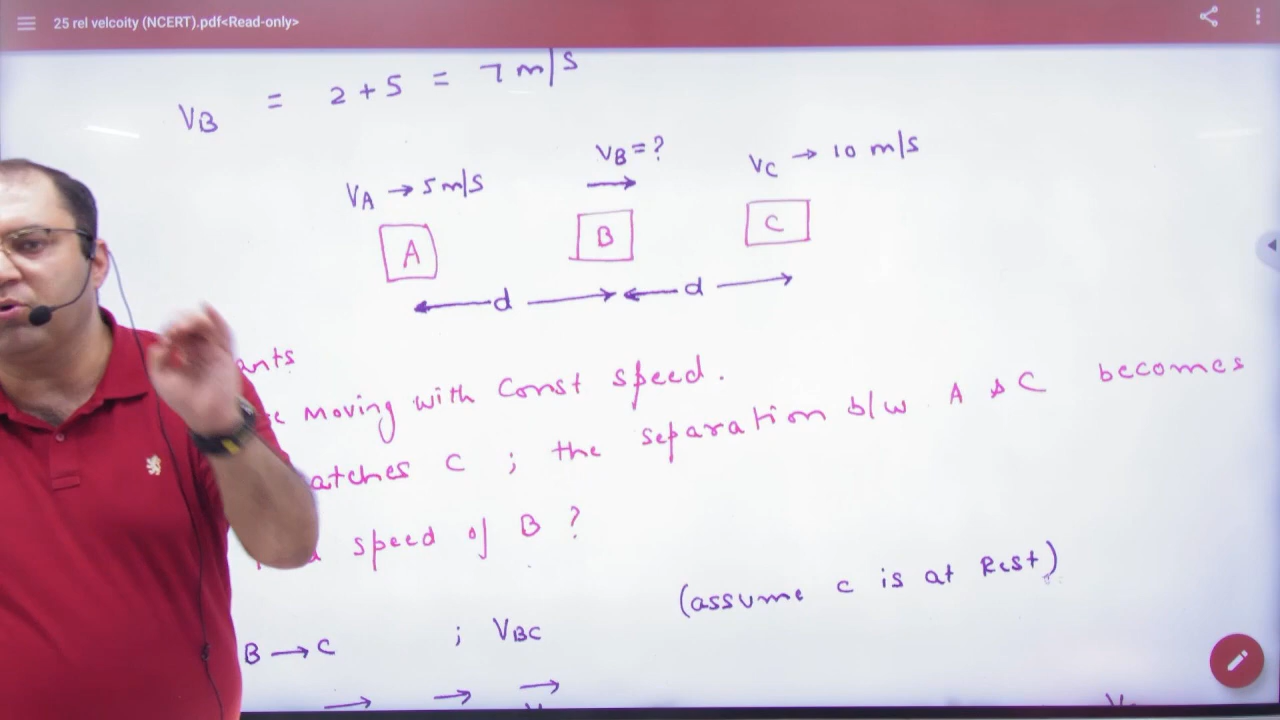 25 rel velcoity (NCERT).pdf<Read-only>
VB = 2 + 5 = 7 m/s
VA → 5 m/s VB = ? VC → 10 m/s
A B C
d d
ants
moving with Const speed.
atches C ; the separation b/w A & C becomes
speed of B ?
(assume C is at Rest)
B → C ; VBC